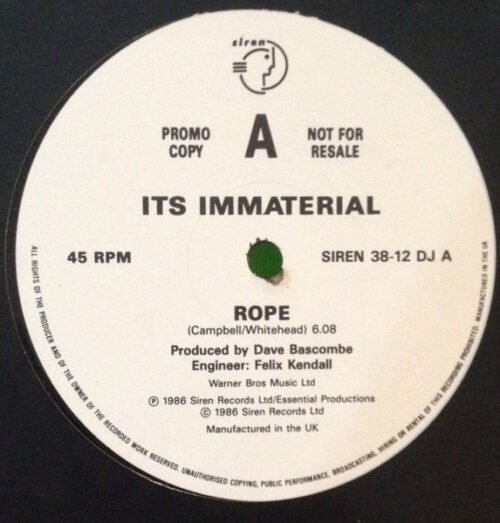 siren
PROMO COPY
A
NOT FOR RESALE
ITS IMMATERIAL
45 RPM
SIREN 38-12 DJ A
ROPE
(Campbell/Whitehead) 6.08
Produced by Dave Bascombe
Engineer: Felix Kendall
Warner Bros Music Ltd
℗ 1986 Siren Records Ltd/Essential Productions
© 1986 Siren Records Ltd
Manufactured in the UK
ALL RIGHTS OF THE PRODUCER AND OF THE OWNER OF THE RECORDED WORK RESERVED. UNAUTHORISED COPYING, PUBLIC PERFORMANCE, BROADCASTING, HIRING OR RENTAL OF THIS RECORDING PROHIBITED. MANUFACTURED IN THE UK